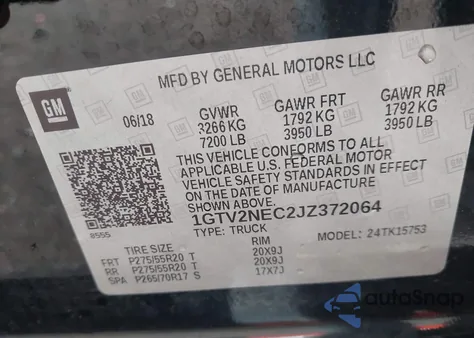 MFD BY GENERAL MOTORS LLC
GM
06/18
GVWR GAWR FRT GAWR RR
3266 KG 1792 KG 1792 KG
7200 LB 3950 LB 3950 LB
THIS VEHICLE CONFORMS TO ALL
APPLICABLE U.S. FEDERAL MOTOR
VEHICLE SAFETY STANDARDS IN EFFECT
ON THE DATE OF MANUFACTURE SHOWN ABOVE.
1GTV2NEC2JZ372064
TYPE: TRUCK MODEL: 24TK15753
8555
TIRE SIZE RIM
FRT P275/55R20 T 20X9J
RR P275/55R20 T 20X9J
SPA P265/70R17 S 17X7J
autoSnap